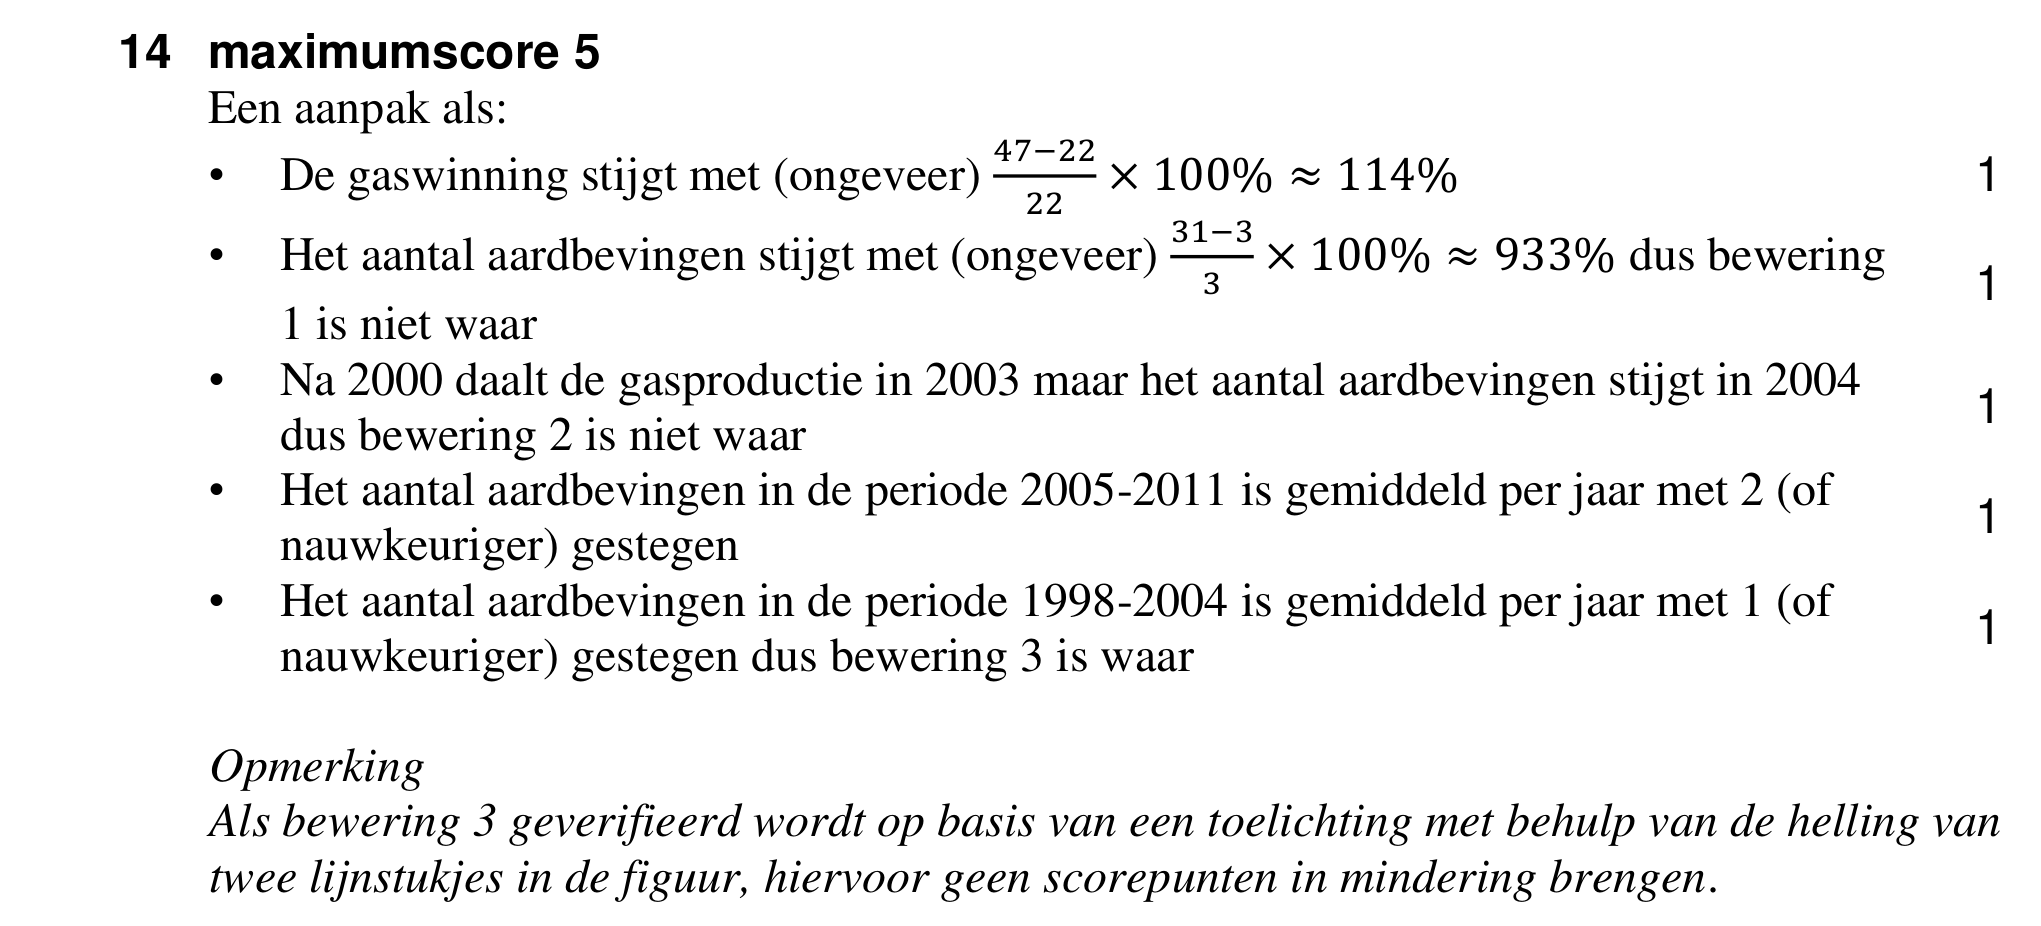 14 maximumscore 5
Een aanpak als:
• De gaswinning stijgt met (ongeveer) \frac{47-22}{22} × 100% ≈ 114% 1
• Het aantal aardbevingen stijgt met (ongeveer) \frac{31-3}{3} × 100% ≈ 933% dus bewering
1 is niet waar 1
• Na 2000 daalt de gasproductie in 2003 maar het aantal aardbevingen stijgt in 2004
dus bewering 2 is niet waar 1
• Het aantal aardbevingen in de periode 2005-2011 is gemiddeld per jaar met 2 (of
nauwkeuriger) gestegen 1
• Het aantal aardbevingen in de periode 1998-2004 is gemiddeld per jaar met 1 (of
nauwkeuriger) gestegen dus bewering 3 is waar 1
Opmerking
Als bewering 3 geverifieerd wordt op basis van een toelichting met behulp van de helling van
twee lijnstukjes in de figuur, hiervoor geen scorepunten in mindering brengen.